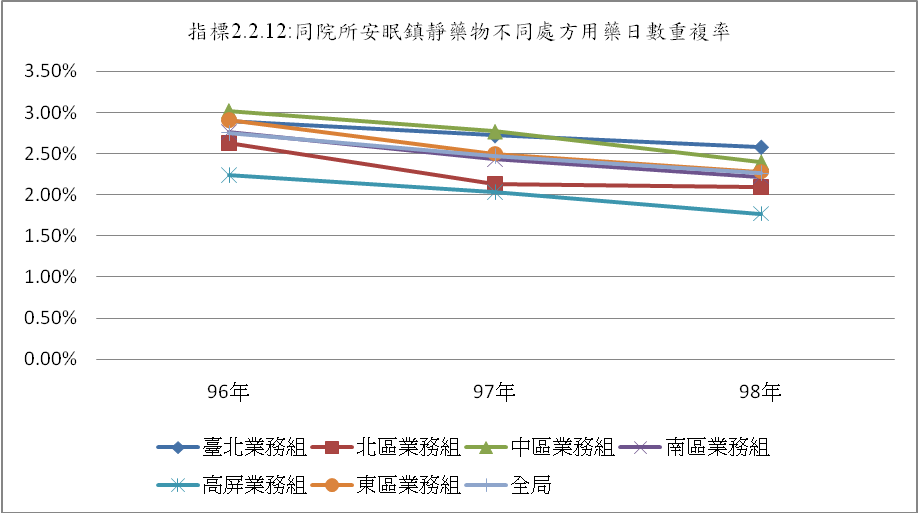 指標2.2.12:同院所安眠鎮靜藥物不同處方用藥日數重複率
3.50%
3.00%
2.50%
2.00%
1.50%
1.00%
0.50%
0.00%
96年 97年 98年
臺北業務組 北區業務組 中區業務組 南區業務組
高屏業務組 東區業務組 全局